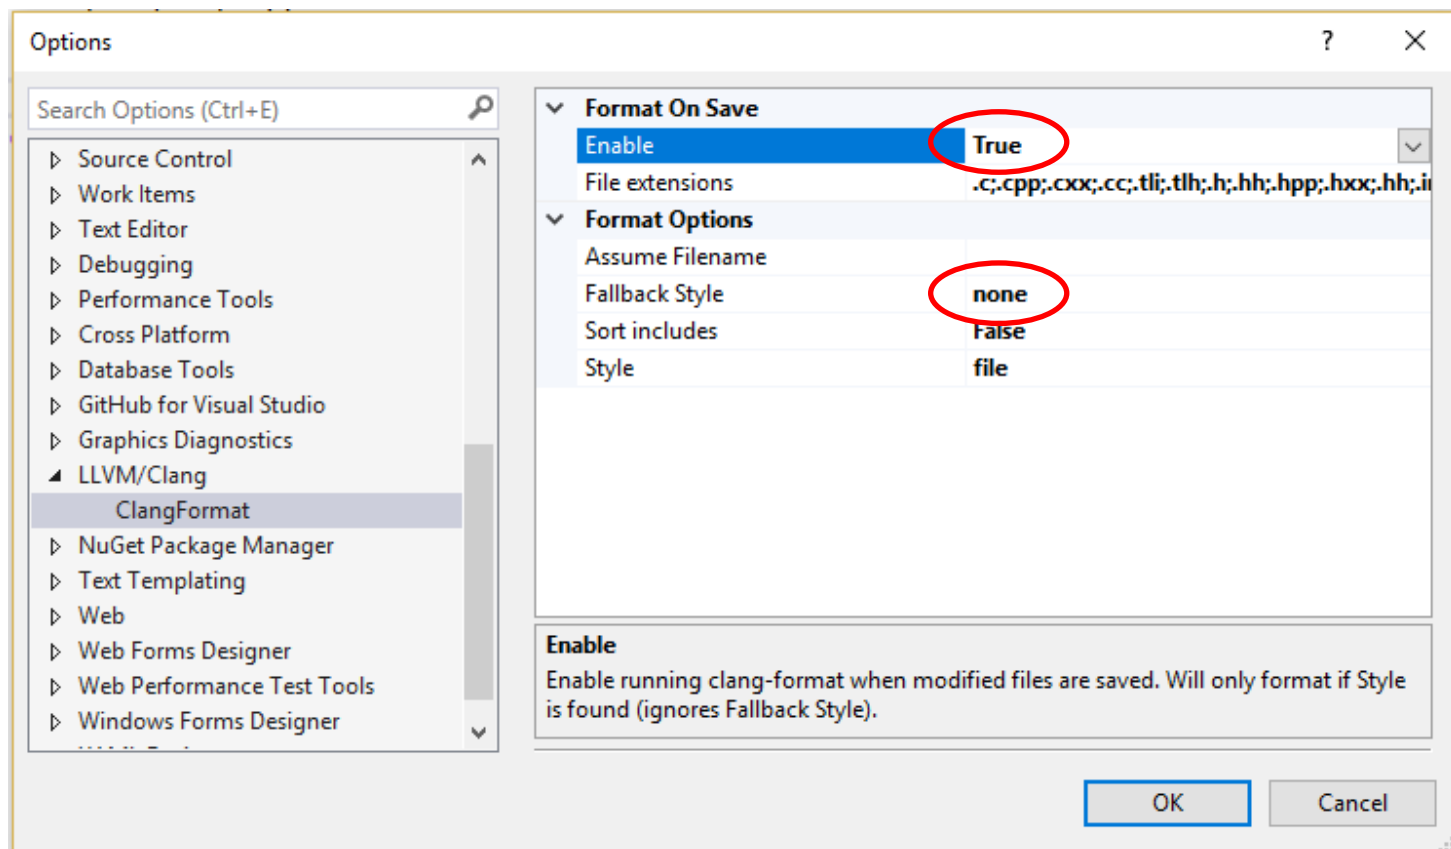 Options
?
Search Options (Ctrl+E)
Source Control
Work Items
Text Editor
Debugging
Performance Tools
Cross Platform
Database Tools
GitHub for Visual Studio
Graphics Diagnostics
LLVM/Clang
ClangFormat
NuGet Package Manager
Text Templating
Web
Web Forms Designer
Web Performance Test Tools
Windows Forms Designer
Format On Save
Enable True
File extensions .c;.cpp;.cxx;.cc;.tli;.tlh;.h;.hh;.hpp;.hxx;.hh;.i
Format Options
Assume Filename
Fallback Style none
Sort includes False
Style file
Enable
Enable running clang-format when modified files are saved. Will only format if Style
is found (ignores Fallback Style).
OK Cancel